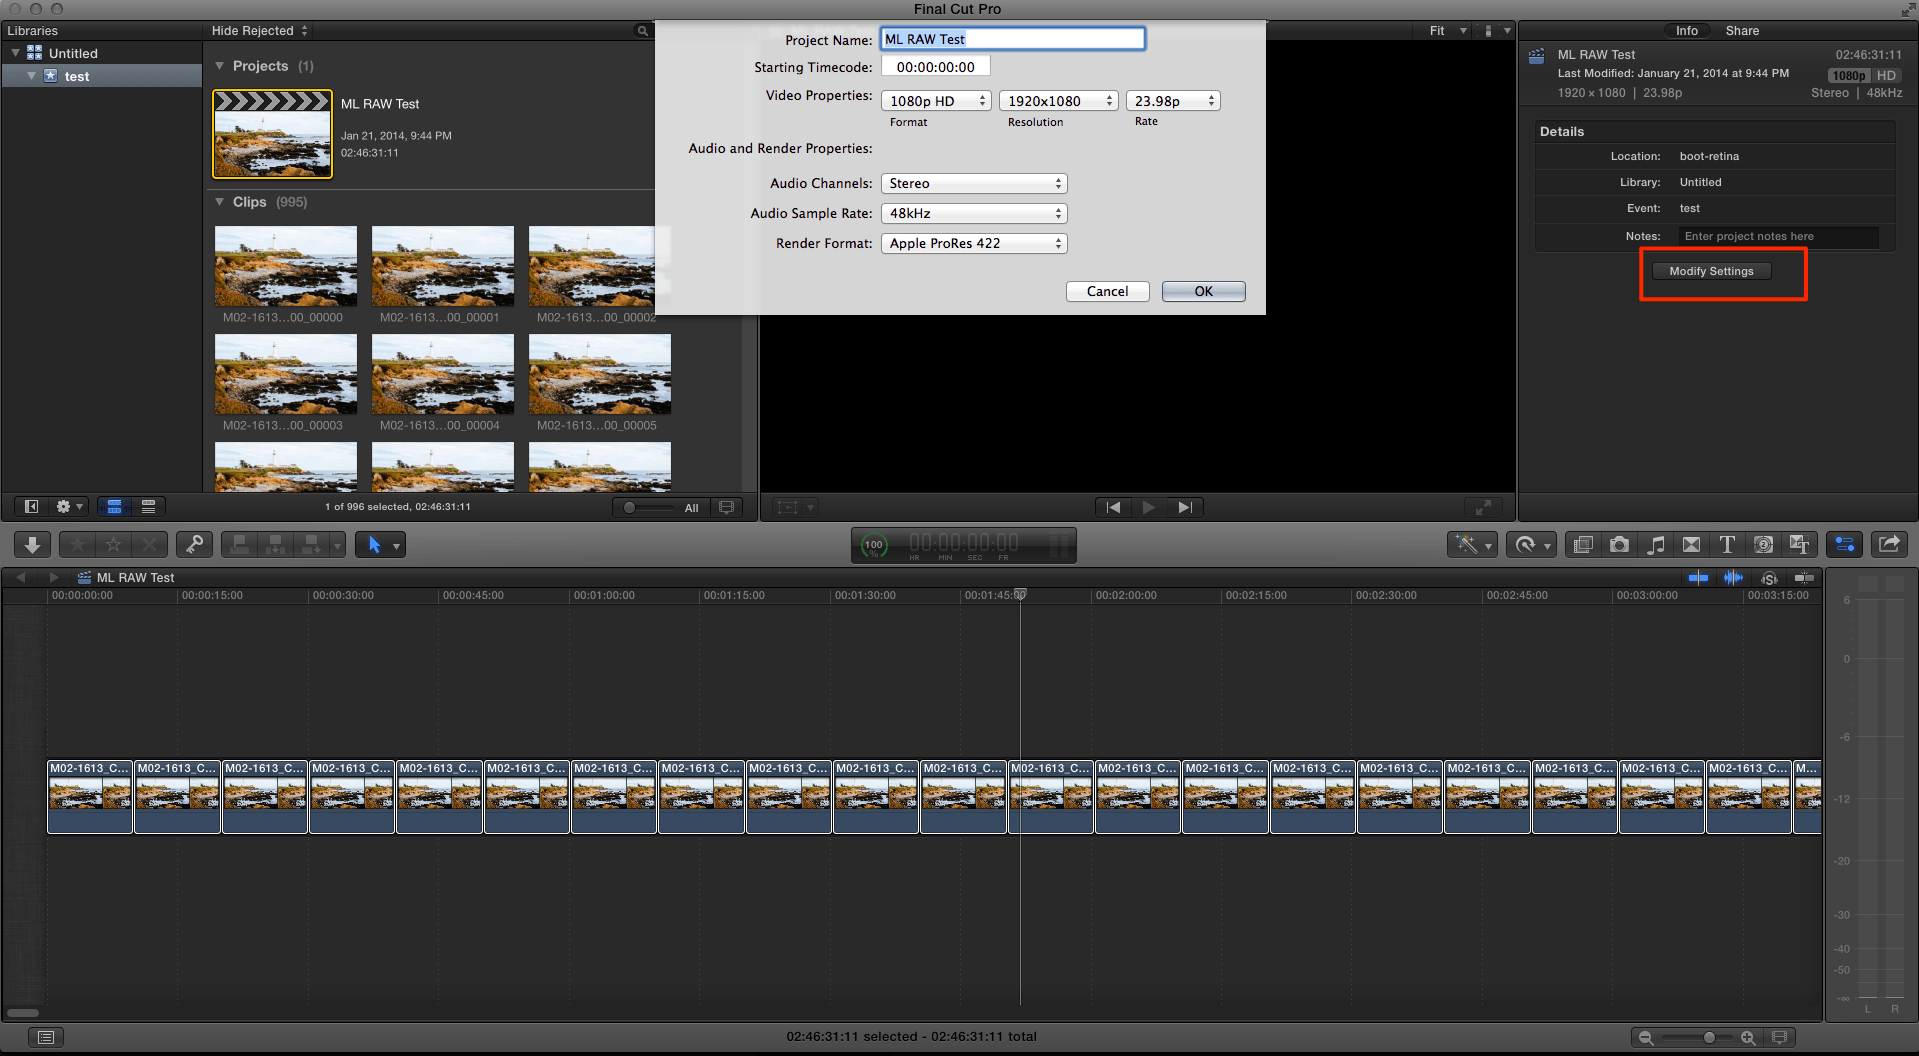 Final Cut Pro
Libraries
Untitled
test
Hide Rejected
Projects (1)
ML RAW Test
Jan 21, 2014, 9:44 PM
02:46:31:11
Clips (995)
M02-1613...00_00000
M02-1613...00_00001
M02-1613...00_00002
M02-1613...00_00003
M02-1613...00_00004
M02-1613...00_00005
1 of 996 selected, 02:46:31:11
All
Project Name: ML RAW Test
Starting Timecode: 00:00:00:00
Video Properties: 1080p HD 1920x1080 23.98p
Format Resolution Rate
Audio and Render Properties:
Audio Channels: Stereo
Audio Sample Rate: 48kHz
Render Format: Apple ProRes 422
Cancel OK
Fit
Info Share
ML RAW Test 02:46:31:11
Last Modified: January 21, 2014 at 9:44 PM 1080p HD
1920 × 1080 | 23.98p Stereo | 48kHz
Details
Location: boot-retina
Library: Untitled
Event: test
Notes: Enter project notes here
Modify Settings
100 % 00:00:00:00
HR MIN SEC FR
ML RAW Test
00:00:00:00 00:00:15:00 00:00:30:00 00:00:45:00 00:01:00:00 00:01:15:00 00:01:30:00 00:01:45:00 00:02:00:00 00:02:15:00 00:02:30:00 00:02:45:00 00:03:00:00 00:03:15:00
M02-1613_C... M02-1613_C... M02-1613_C... M02-1613_C... M02-1613_C... M02-1613_C... M02-1613_C... M02-1613_C... M02-1613_C... M02-1613_C... M02-1613_C... M02-1613_C... M02-1613_C... M02-1613_C... M02-1613_C... M02-1613_C... M02-1613_C... M02-1613_C... M02-1613_C... M02-1613_C... M...
6
0
-6
-12
-20
-30
-40
-50
-∞
L R
02:46:31:11 selected - 02:46:31:11 total